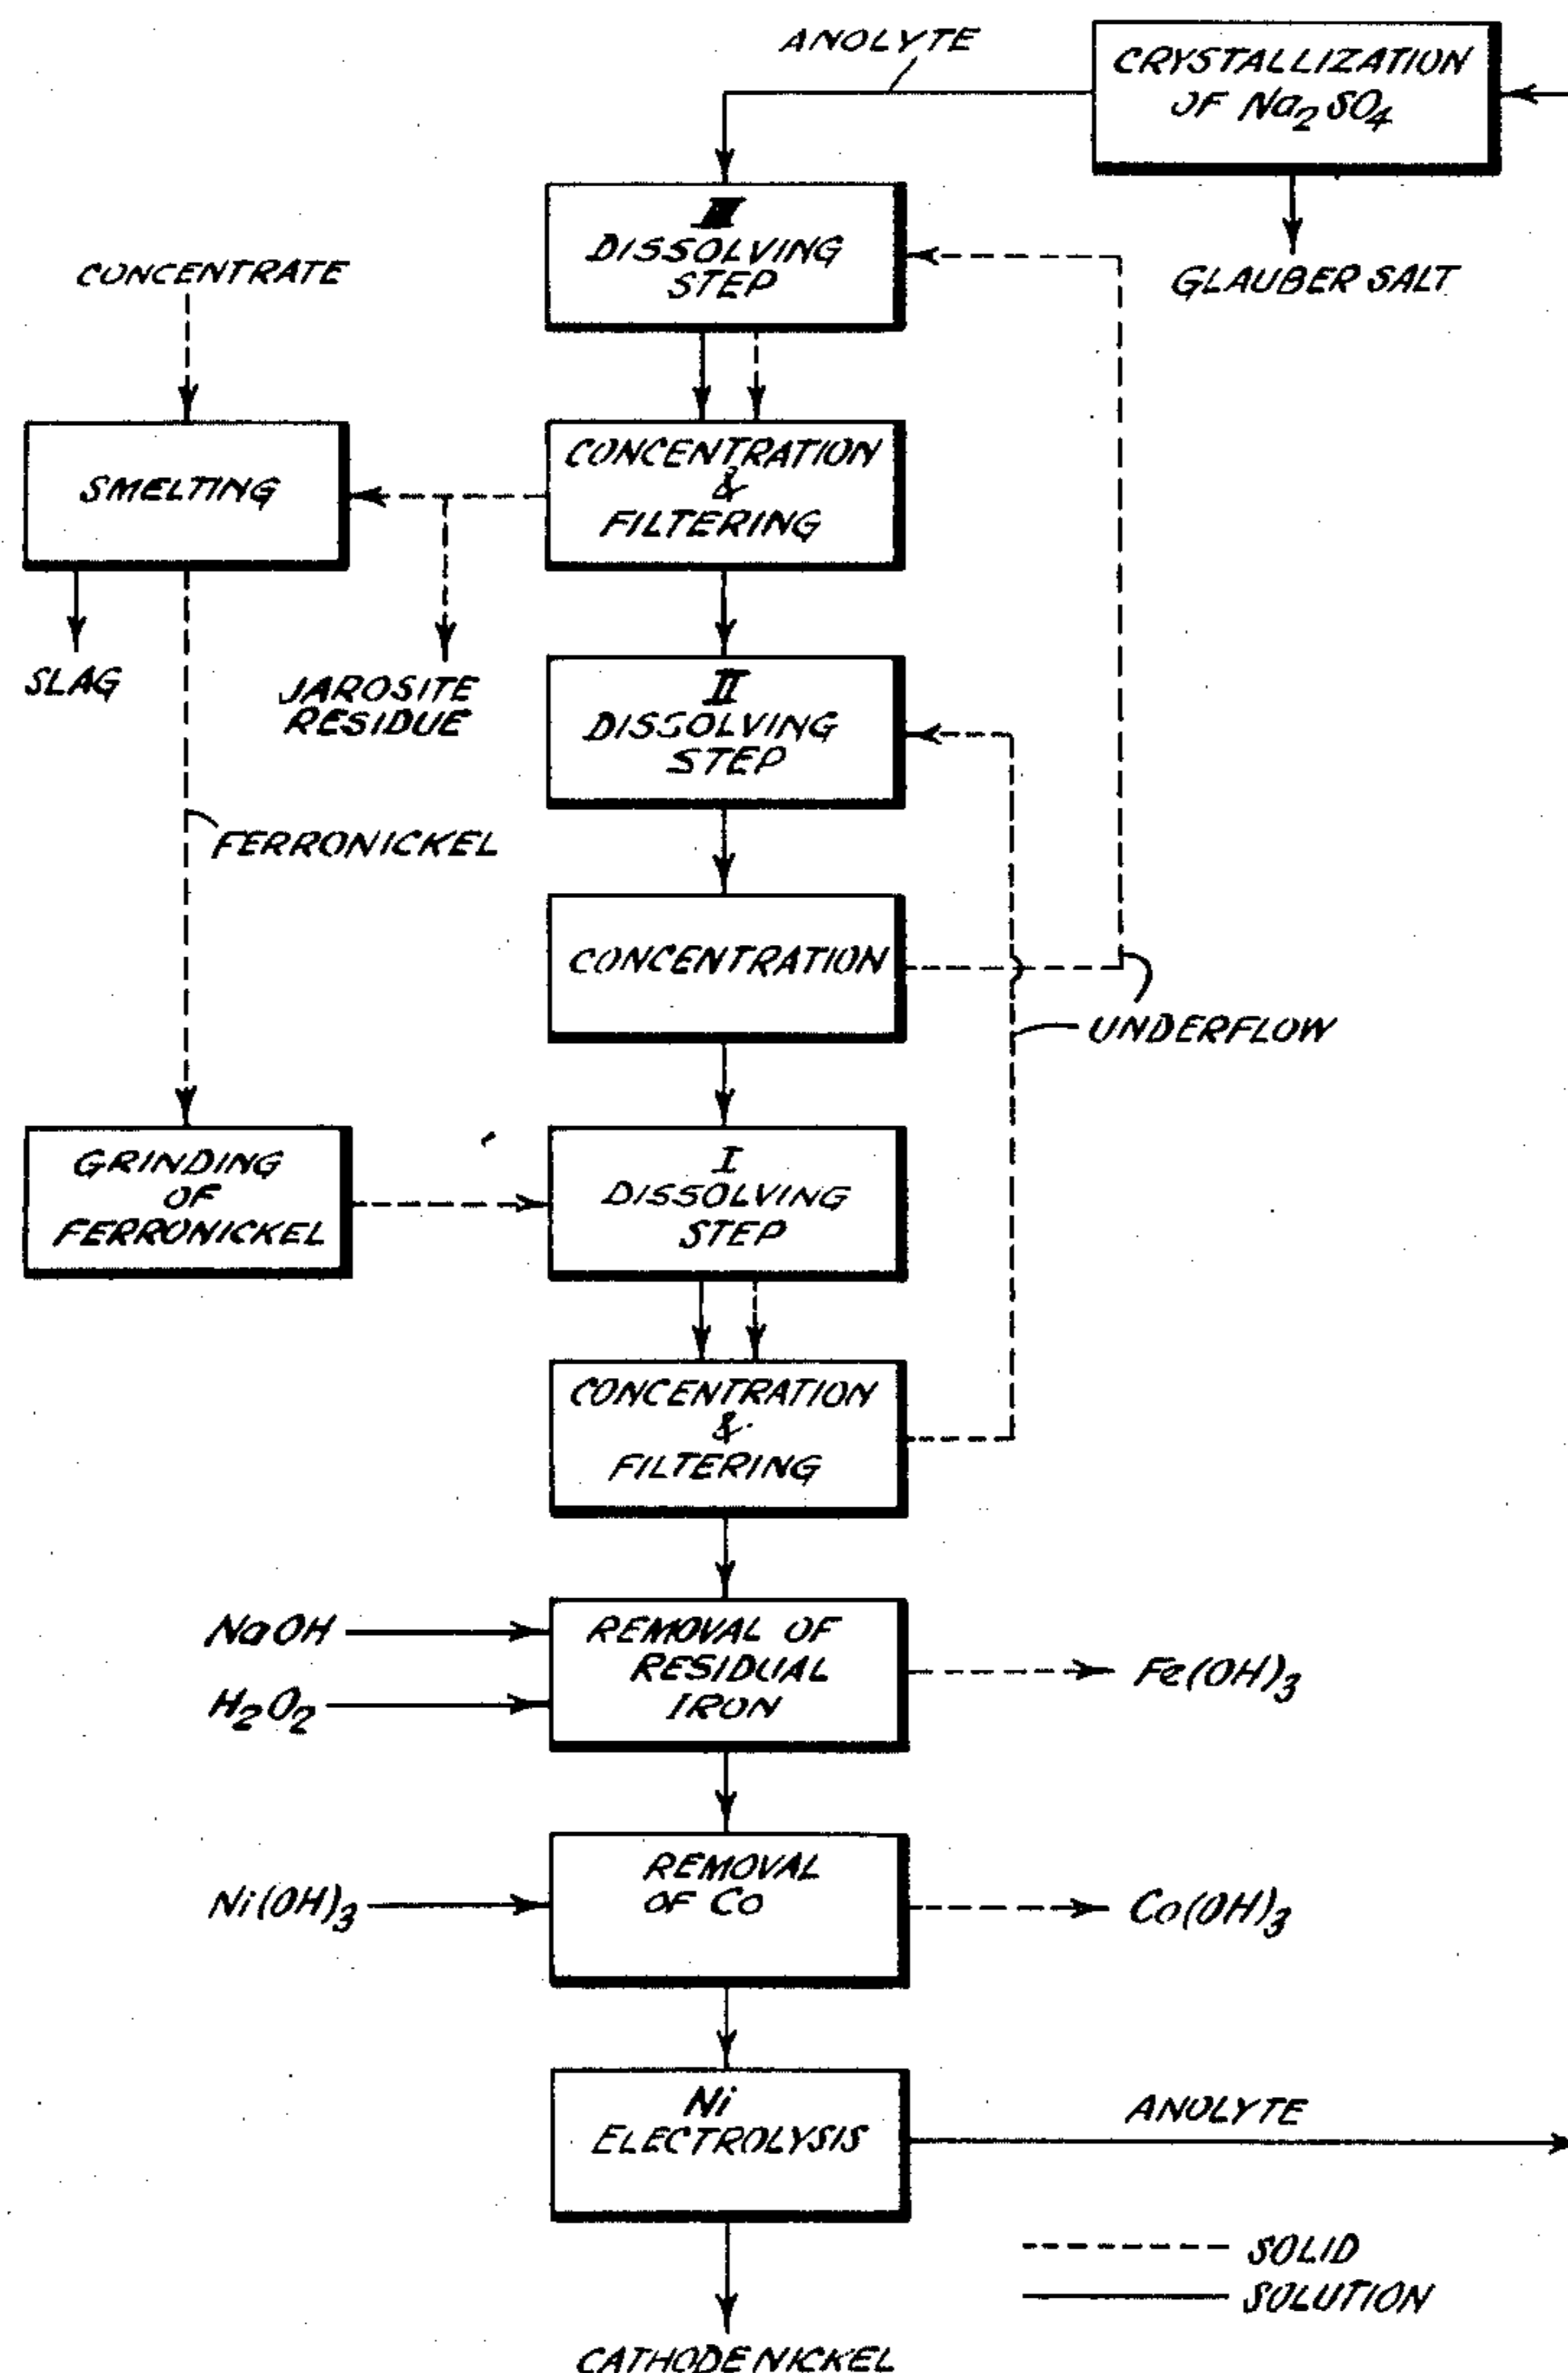 ANOLYTE
CRYSTALLIZATION
OF Na₂SO₄
GLAUBER SALT
III
DISSOLVING
STEP
CONCENTRATE
SMELTING
CONCENTRATION
&
FILTERING
SLAG
JAROSITE
RESIDUE
II
DISSOLVING
STEP
FERRONICKEL
CONCENTRATION
UNDERFLOW
GRINDING
OF
FERRONICKEL
I
DISSOLVING
STEP
CONCENTRATION
&
FILTERING
NaOH
H₂O₂
REMOVAL OF
RESIDUAL
IRON
Fe(OH)₃
Ni(OH)₃
REMOVAL
OF Co
Co(OH)₃
Ni
ELECTROLYSIS
ANOLYTE
SOLID
SOLUTION
CATHODE NICKEL